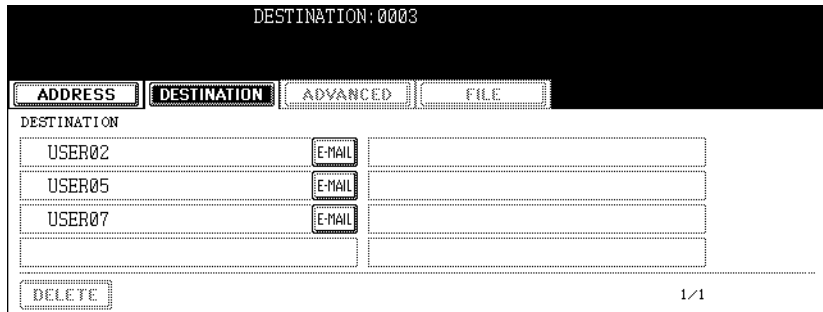 DESTINATION:0003
ADDRESS DESTINATION ADVANCED FILE
DESTINATION
USER02 E-MAIL
USER05 E-MAIL
USER07 E-MAIL
DELETE 1/1